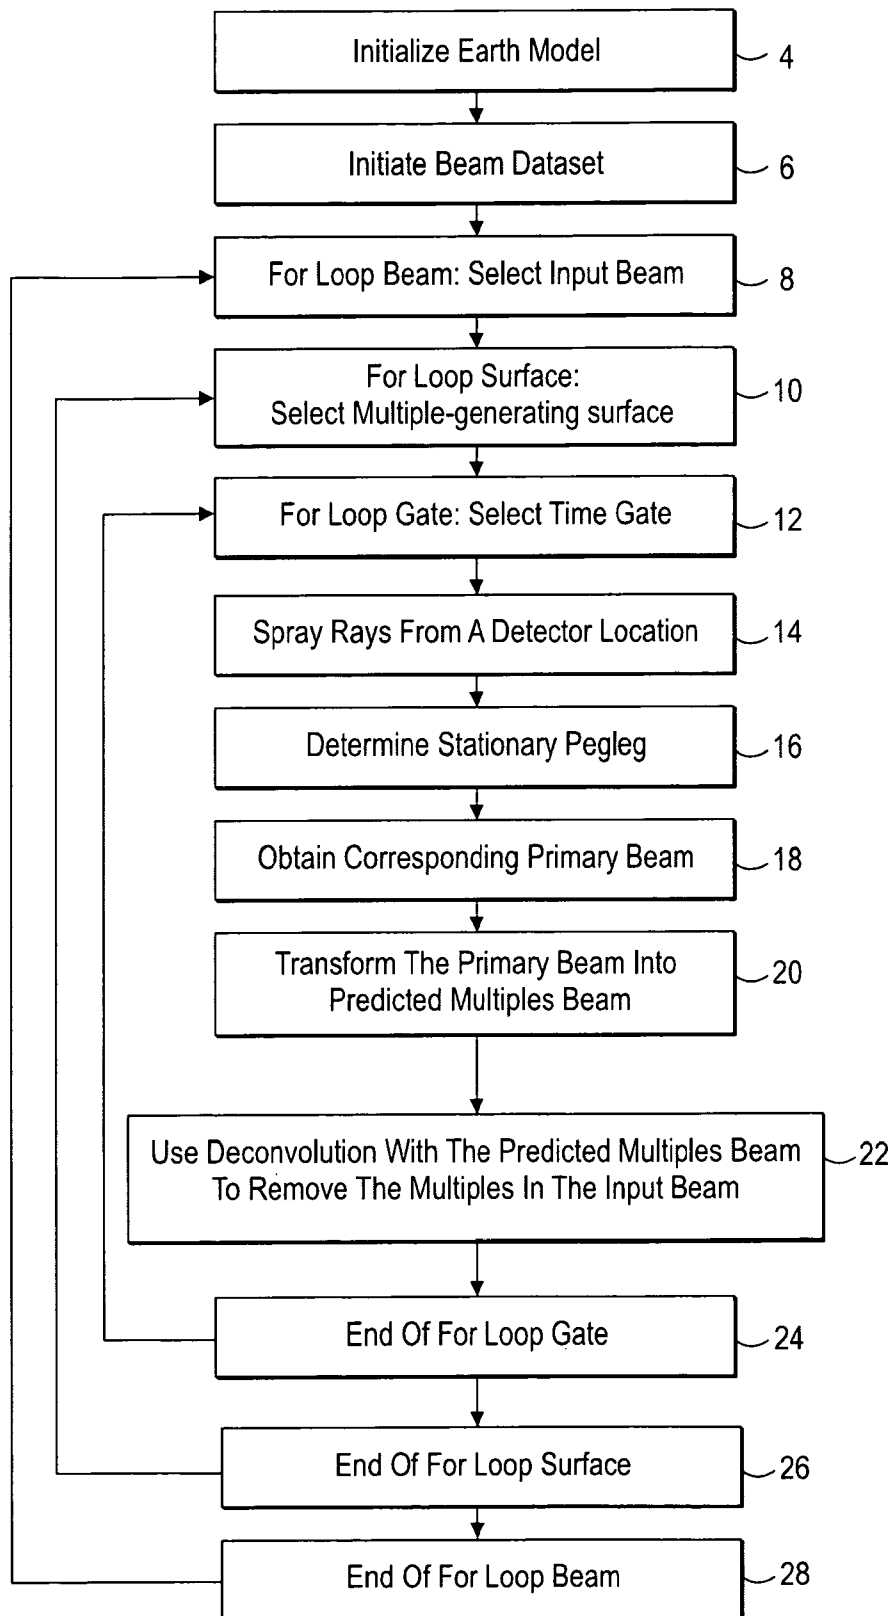 Initialize Earth Model
4
Initiate Beam Dataset
6
For Loop Beam: Select Input Beam
8
For Loop Surface:
Select Multiple-generating surface
10
For Loop Gate: Select Time Gate
12
Spray Rays From A Detector Location
14
Determine Stationary Pegleg
16
Obtain Corresponding Primary Beam
18
Transform The Primary Beam Into
Predicted Multiples Beam
20
Use Deconvolution With The Predicted Multiples Beam
To Remove The Multiples In The Input Beam
22
End Of For Loop Gate
24
End Of For Loop Surface
26
End Of For Loop Beam
28